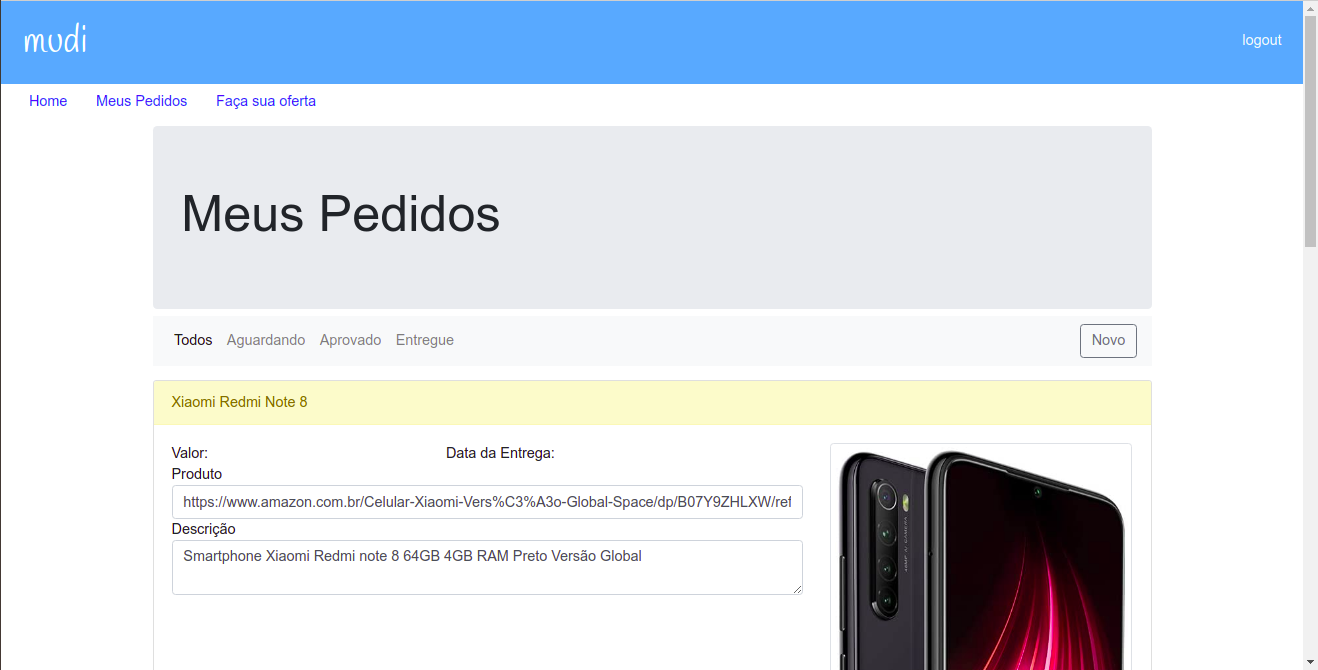 mudi
logout
Home Meus Pedidos Faça sua oferta
Meus Pedidos
Todos Aguardando Aprovado Entregue Novo
Xiaomi Redmi Note 8
Valor: Data da Entrega:
Produto
https://www.amazon.com.br/Celular-Xiaomi-Vers%C3%A3o-Global-Space/dp/B07Y9ZHLXW/ref
Descrição
Smartphone Xiaomi Redmi note 8 64GB 4GB RAM Preto Versão Global